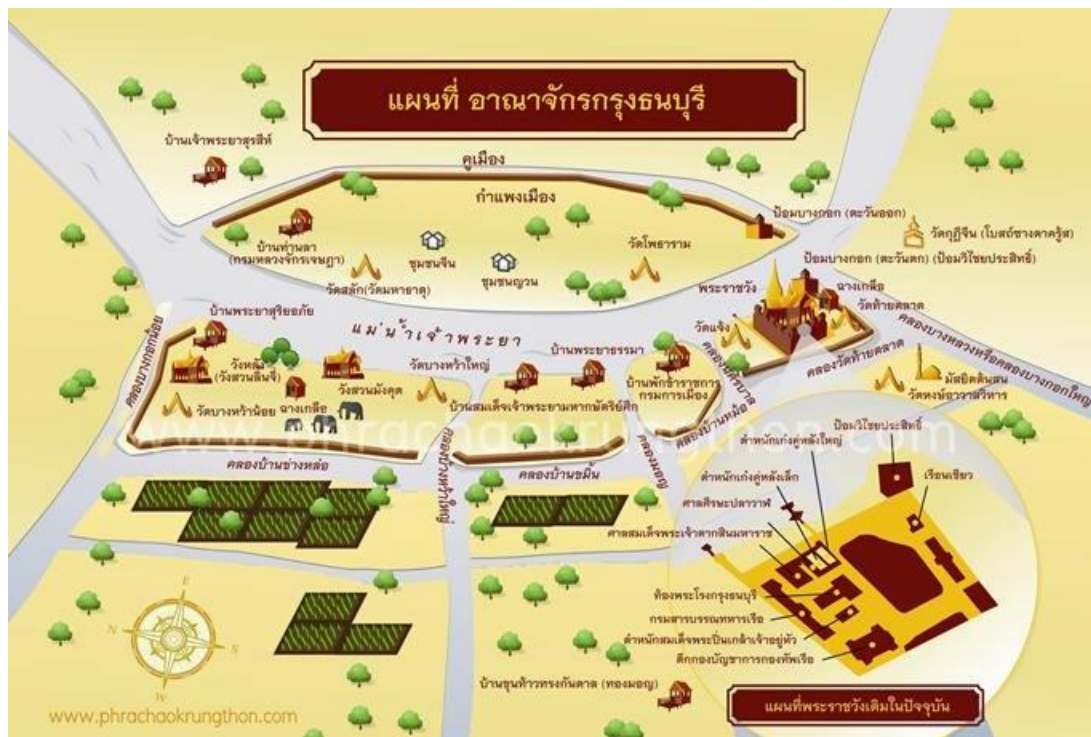 แผนที่ อาณาจักรกรุงธนบุรี
บ้านเจ้าพระยาสุรสีห์
คูเมือง
กำแพงเมือง
ป้อมบางกอก (ตะวันออก)
วัดกุฎีจีน (โบสถ์ซางตาครู้ส)
บ้านท่านลา
(กรมหลวงจักรเจษฎา)
ชุมชนจีน
วัดโพธาราม
ป้อมบางกอก (ตะวันตก) (ป้อมวิไชยประสิทธิ์)
วัดสลัก(วัดมหาธาตุ)
ชุมชนญวน
พระราชวัง
ฉางเกลือ
วัดท้ายตลาด
บ้านพระยาสุริยอภัย
แม่น้ำเจ้าพระยา
วัดแจ้ง
คลองบางหลวงหรือคลองบางกอกใหญ่
คลองบางกอกน้อย
วังหลัง
(วังสวนลิ้นจี่)
วังสวนมังคุด
วัดบางหว้าใหญ่
บ้านพระยาธรรมา
บ้านพักข้าราชการ
กรมการเมือง
คลองนครบาล
คลองวัดท้ายตลาด
มัสยิดต้นสน
วัดหงษ์อาวาสวิหาร
วัดบางหว้าน้อย
ฉางเกลือ
บ้านสมเด็จเจ้าพระยามหากษัตริย์ศึก
คลองบ้านหม้อ
www.phrachaokrungthon.com
คลองบ้านช่างหล่อ
คลองบางหว้าใหญ่
คลองบ้านขมิ้น
คลองมอญ
ตำหนักเก๋งคู่หลังใหญ่
ป้อมวิไชยประสิทธิ์
ตำหนักเก๋งคู่หลังเล็ก
เรือนเขียว
ศาลศีรษะปลาวาฬ
ศาลสมเด็จพระเจ้าตากสินมหาราช
ท้องพระโรงกรุงธนบุรี
กรมสารบรรณทหารเรือ
ตำหนักสมเด็จพระปิ่นเกล้าเจ้าอยู่หัว
ตึกกองบัญชาการกองทัพเรือ
E
N
S
W
บ้านขุนท้าวทรงกันดาล (ทองมอญ)
แผนที่พระราชวังเดิมในปัจจุบัน
www.phrachaokrungthon.com